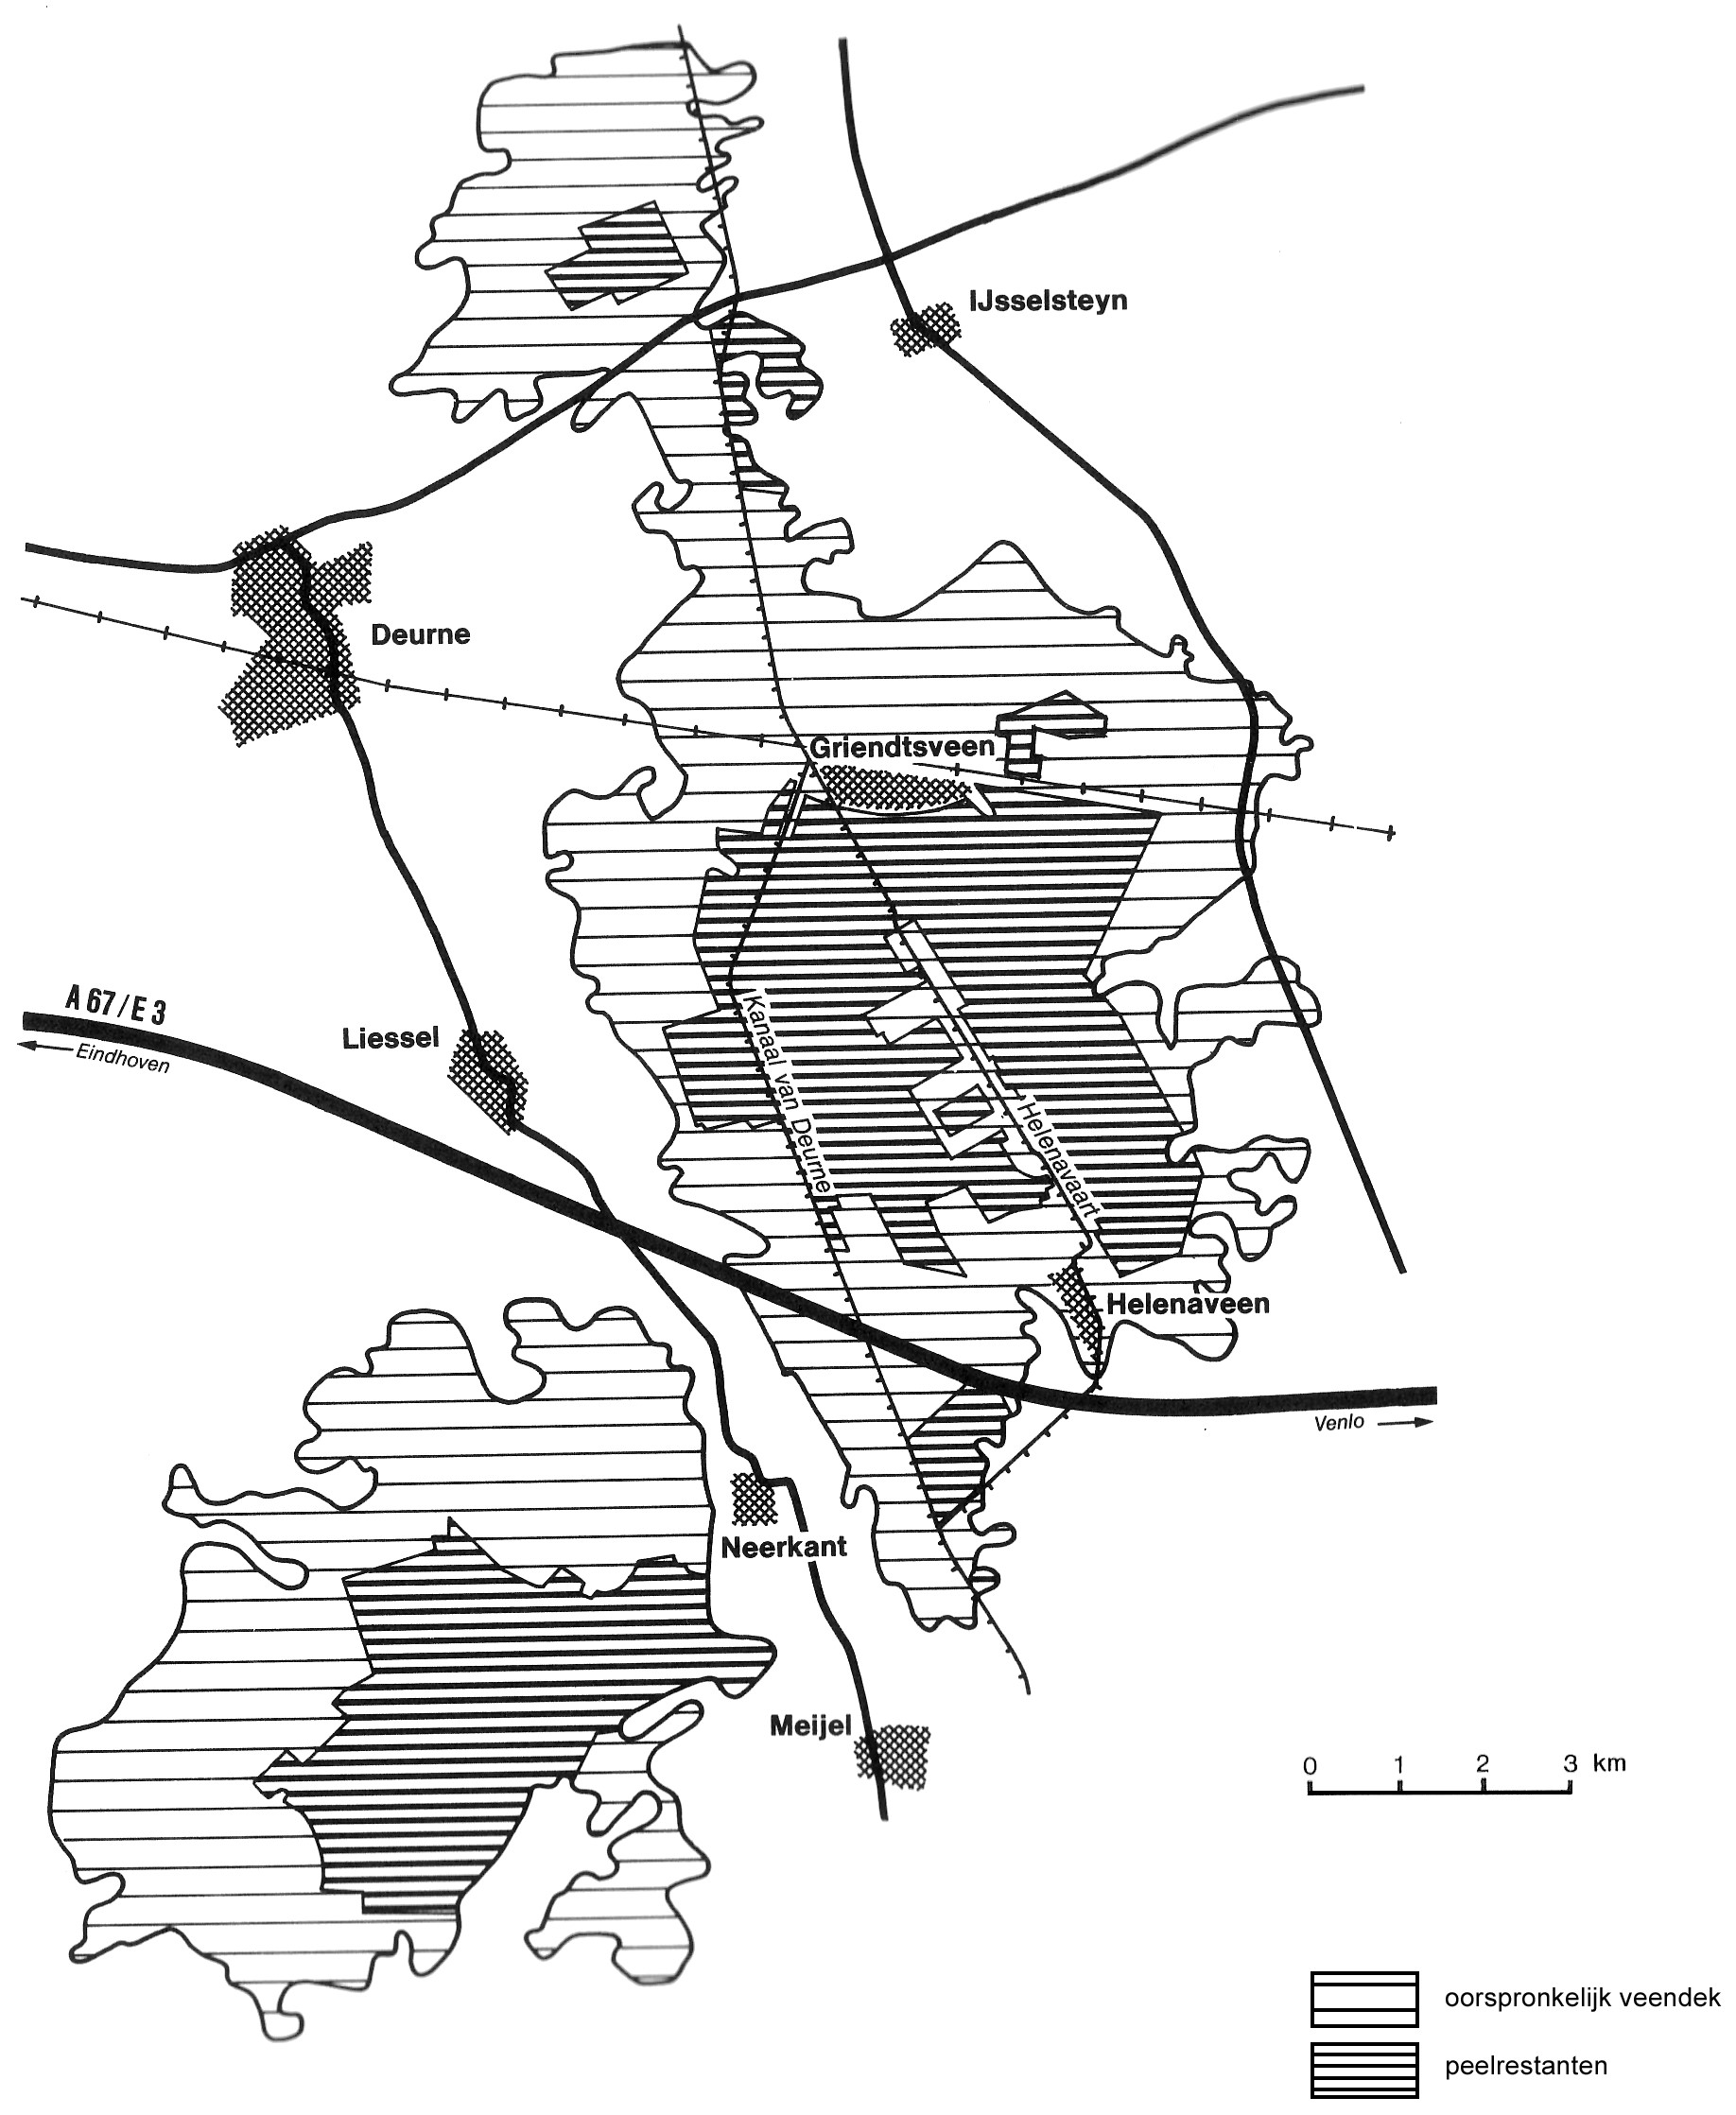 IJsselsteyn
Deurne
Griendtsveen
A 67/E 3
Eindhoven
Liessel
Kanaal van Deurne
Helenavaart
Helenaveen
Venlo
Neerkant
Meijel
0 1 2 3 km
oorspronkelijk veendek
peelrestanten